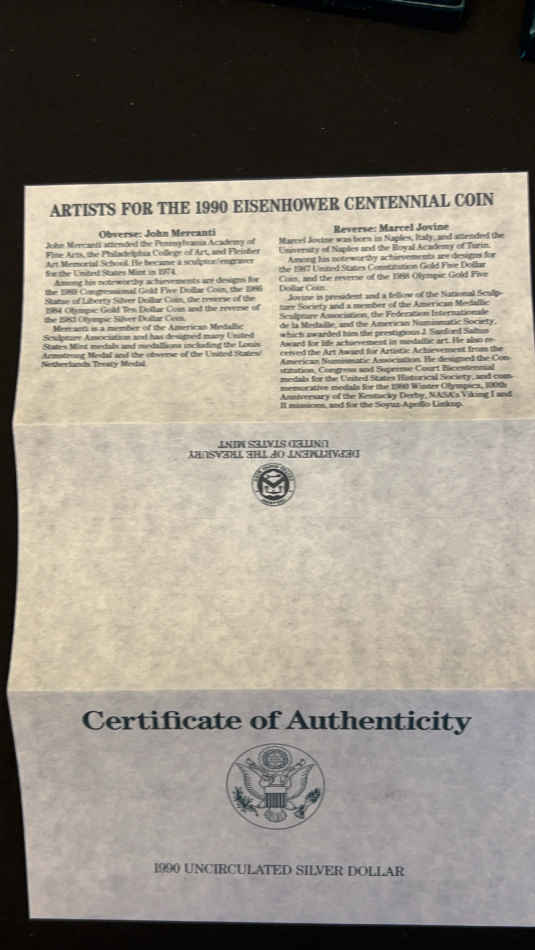 ARTISTS FOR THE 1990 EISENHOWER CENTENNIAL COIN
Obverse: John Mercanti
John Mercanti attended the Pennsylvania Academy of
Fine Arts, the Philadelphia College of Art, and Fleisher
Art Memorial School. He became a sculptor/engraver
for the United States Mint in 1974.
Among his noteworthy achievements are designs for
the 1989 Congressional Gold Five Dollar Coin, the 1986
Statue of Liberty Silver Dollar Coin, the reverse of the
1984 Olympic Gold Ten Dollar Coin and the reverse of
the 1983 Olympic Silver Dollar Coin.
Mercanti is a member of the American Medallic
Sculpture Association and has designed many United
States Mint medals and medallions including the Louis
Armstrong Medal and the obverse of the United States/
Netherlands Treaty Medal.
Reverse: Marcel Jovine
Marcel Jovine was born in Naples, Italy, and attended the
University of Naples and the Royal Academy of Turin.
Among his noteworthy achievements are designs for
the 1987 United States Constitution Gold Five Dollar
Coin, and the reverse of the 1988 Olympic Gold Five
Dollar Coin.
Jovine is president and a fellow of the National Sculp-
ture Society and a member of the American Medallic
Sculpture Association, the Federation Internationale
de la Medaille, and the American Numismatic Society,
which awarded him the prestigious J. Sanford Saltus
Award for life achievement in medallic art. He also re-
ceived the Art Award for Artistic Achievement from the
American Numismatic Association. He designed the Con-
stitution, Congress and Supreme Court Bicentennial
medals for the United States Historical Society, and com-
memorative medals for the 1980 Winter Olympics, 100th
Anniversary of the Kentucky Derby, NASA's Viking I and
II missions, and for the Soyuz-Apollo Linkup.
DEPARTMENT OF THE TREASURY
UNITED STATES MINT
Certificate of Authenticity
1990 UNCIRCULATED SILVER DOLLAR